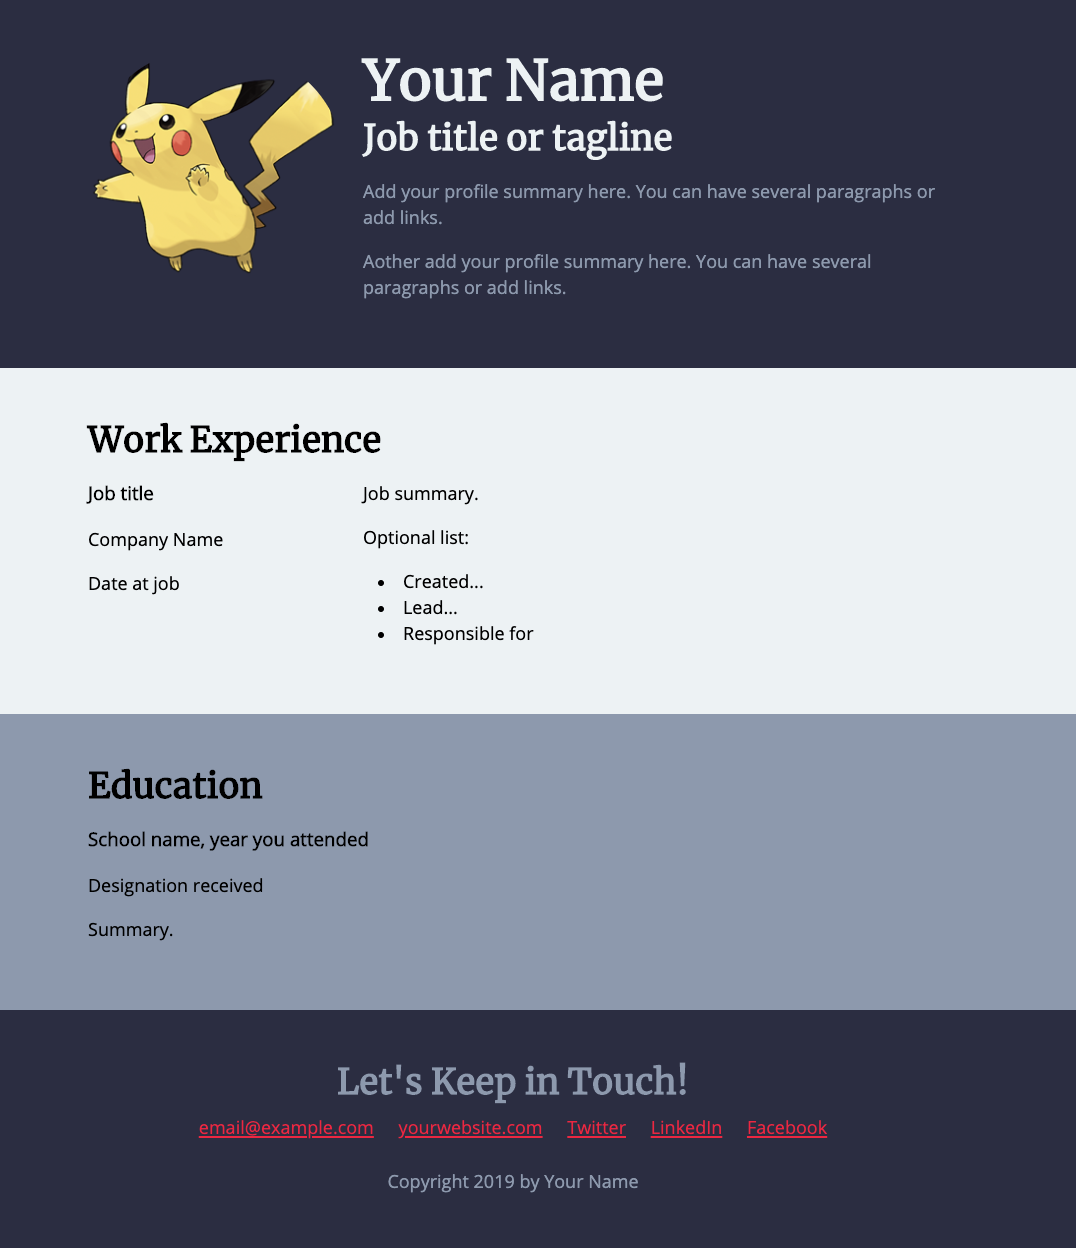 Your Name
Job title or tagline
Add your profile summary here. You can have several paragraphs or
add links.
Aother add your profile summary here. You can have several
paragraphs or add links.
Work Experience
Job title
Company Name
Date at job
Job summary.
Optional list:
• Created...
• Lead...
• Responsible for
Education
School name, year you attended
Designation received
Summary.
Let's Keep in Touch!
email@example.com yourwebsite.com Twitter LinkedIn Facebook
Copyright 2019 by Your Name